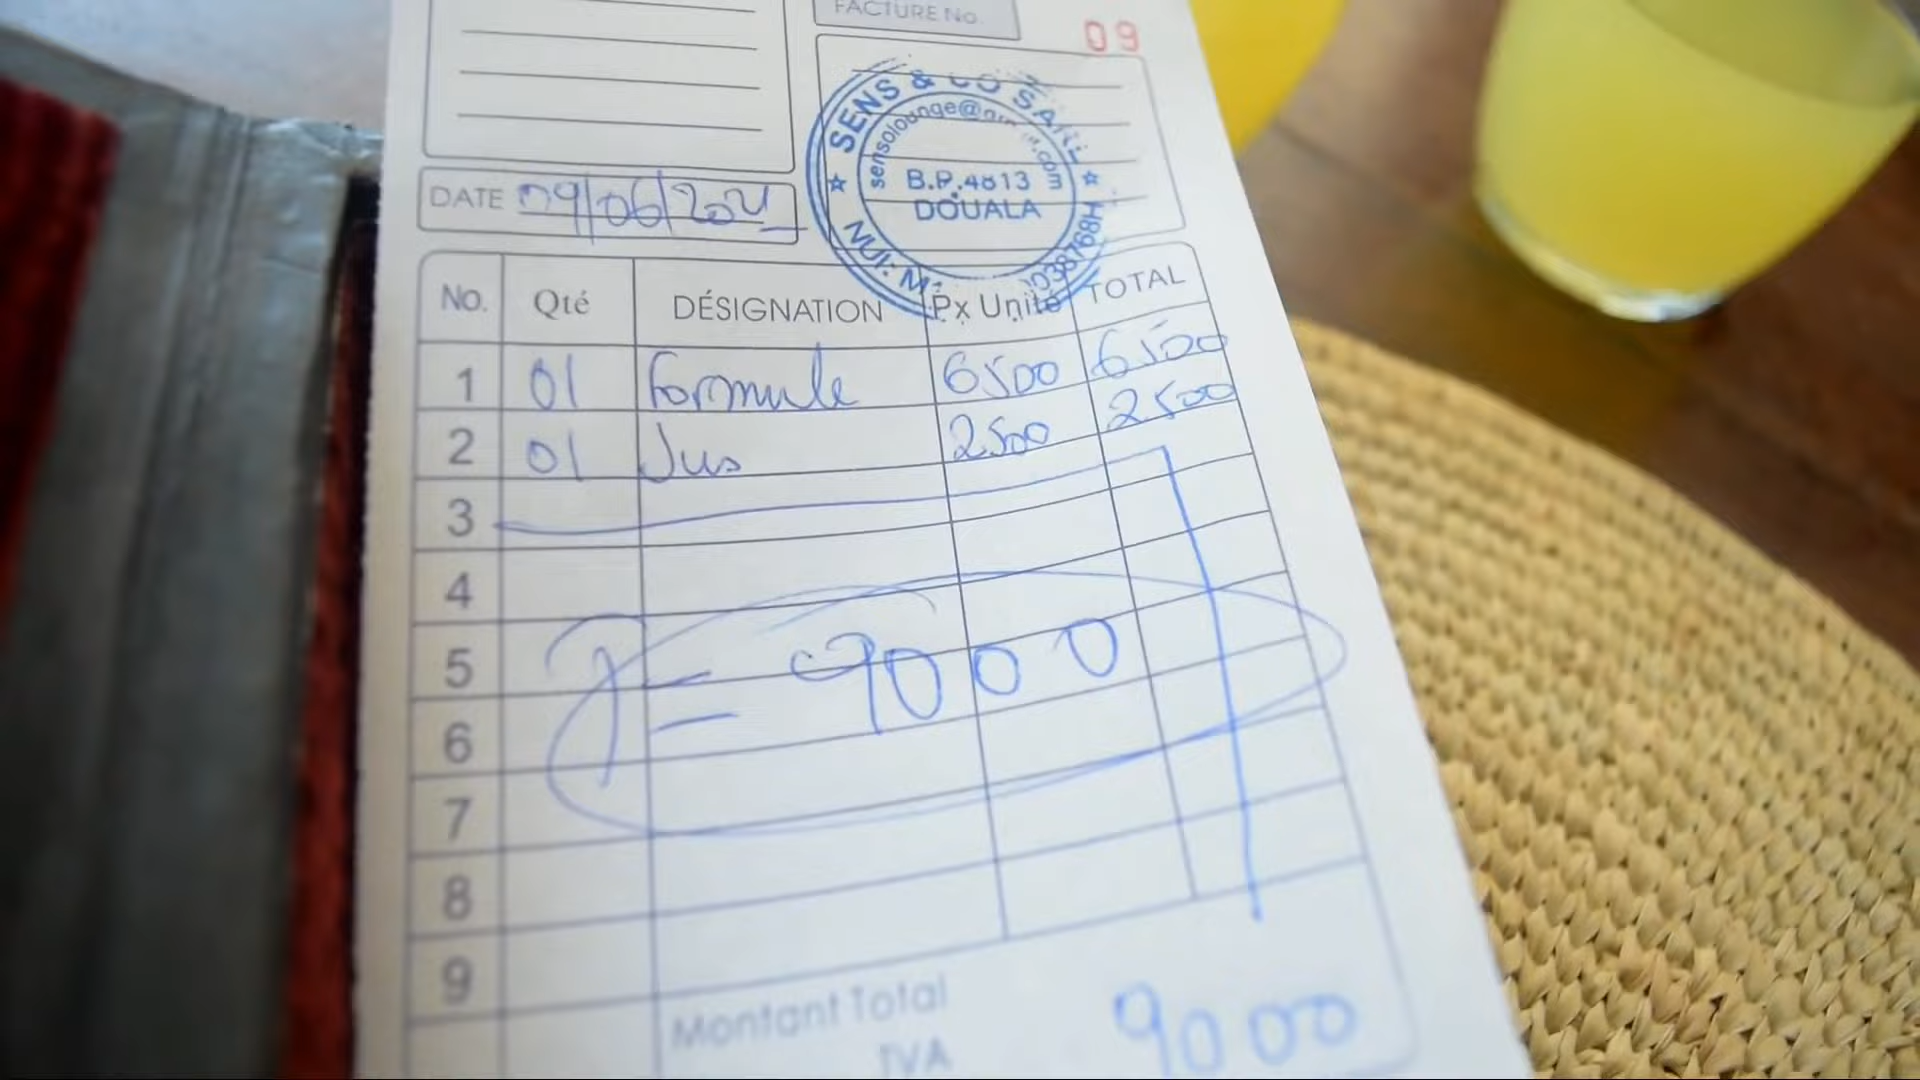 FACTURE No.
09
SENS & CO SARL
B.P.4813
DOUALA
DATE 09/06/2021
No. Qté DÉSIGNATION Px Unité TOTAL
1 01 Formule 6500 6500
2 01 Jus 2500 2500
3
4
5
6
T = 9000
7
8
9
Montant Total 9000
TVA